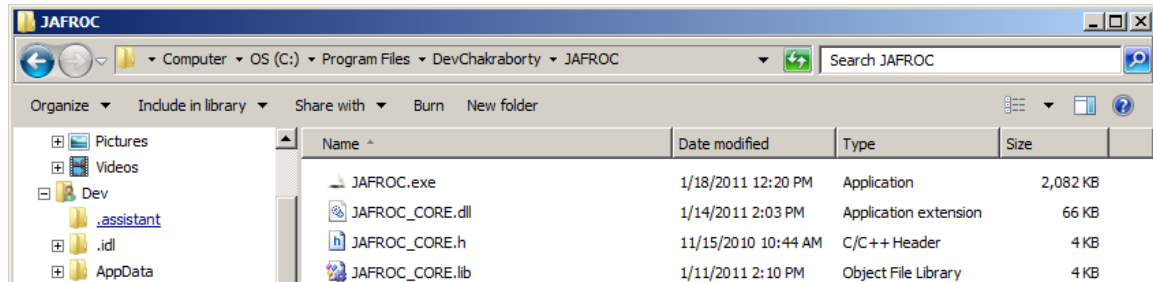 JAFROC
Computer OS (C:) Program Files DevChakraborty JAFROC Search JAFROC
Organize Include in library Share with Burn New folder
Pictures
Videos
Dev
.assistant
.idl
AppData
Name Date modified Type Size
JAFROC.exe 1/18/2011 12:20 PM Application 2,082 KB
JAFROC_CORE.dll 1/14/2011 2:03 PM Application extension 66 KB
JAFROC_CORE.h 11/15/2010 10:44 AM C/C++ Header 4 KB
JAFROC_CORE.lib 1/11/2011 2:10 PM Object File Library 4 KB